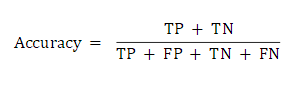 Accuracy = TP + TN / TP + FP + TN + FN